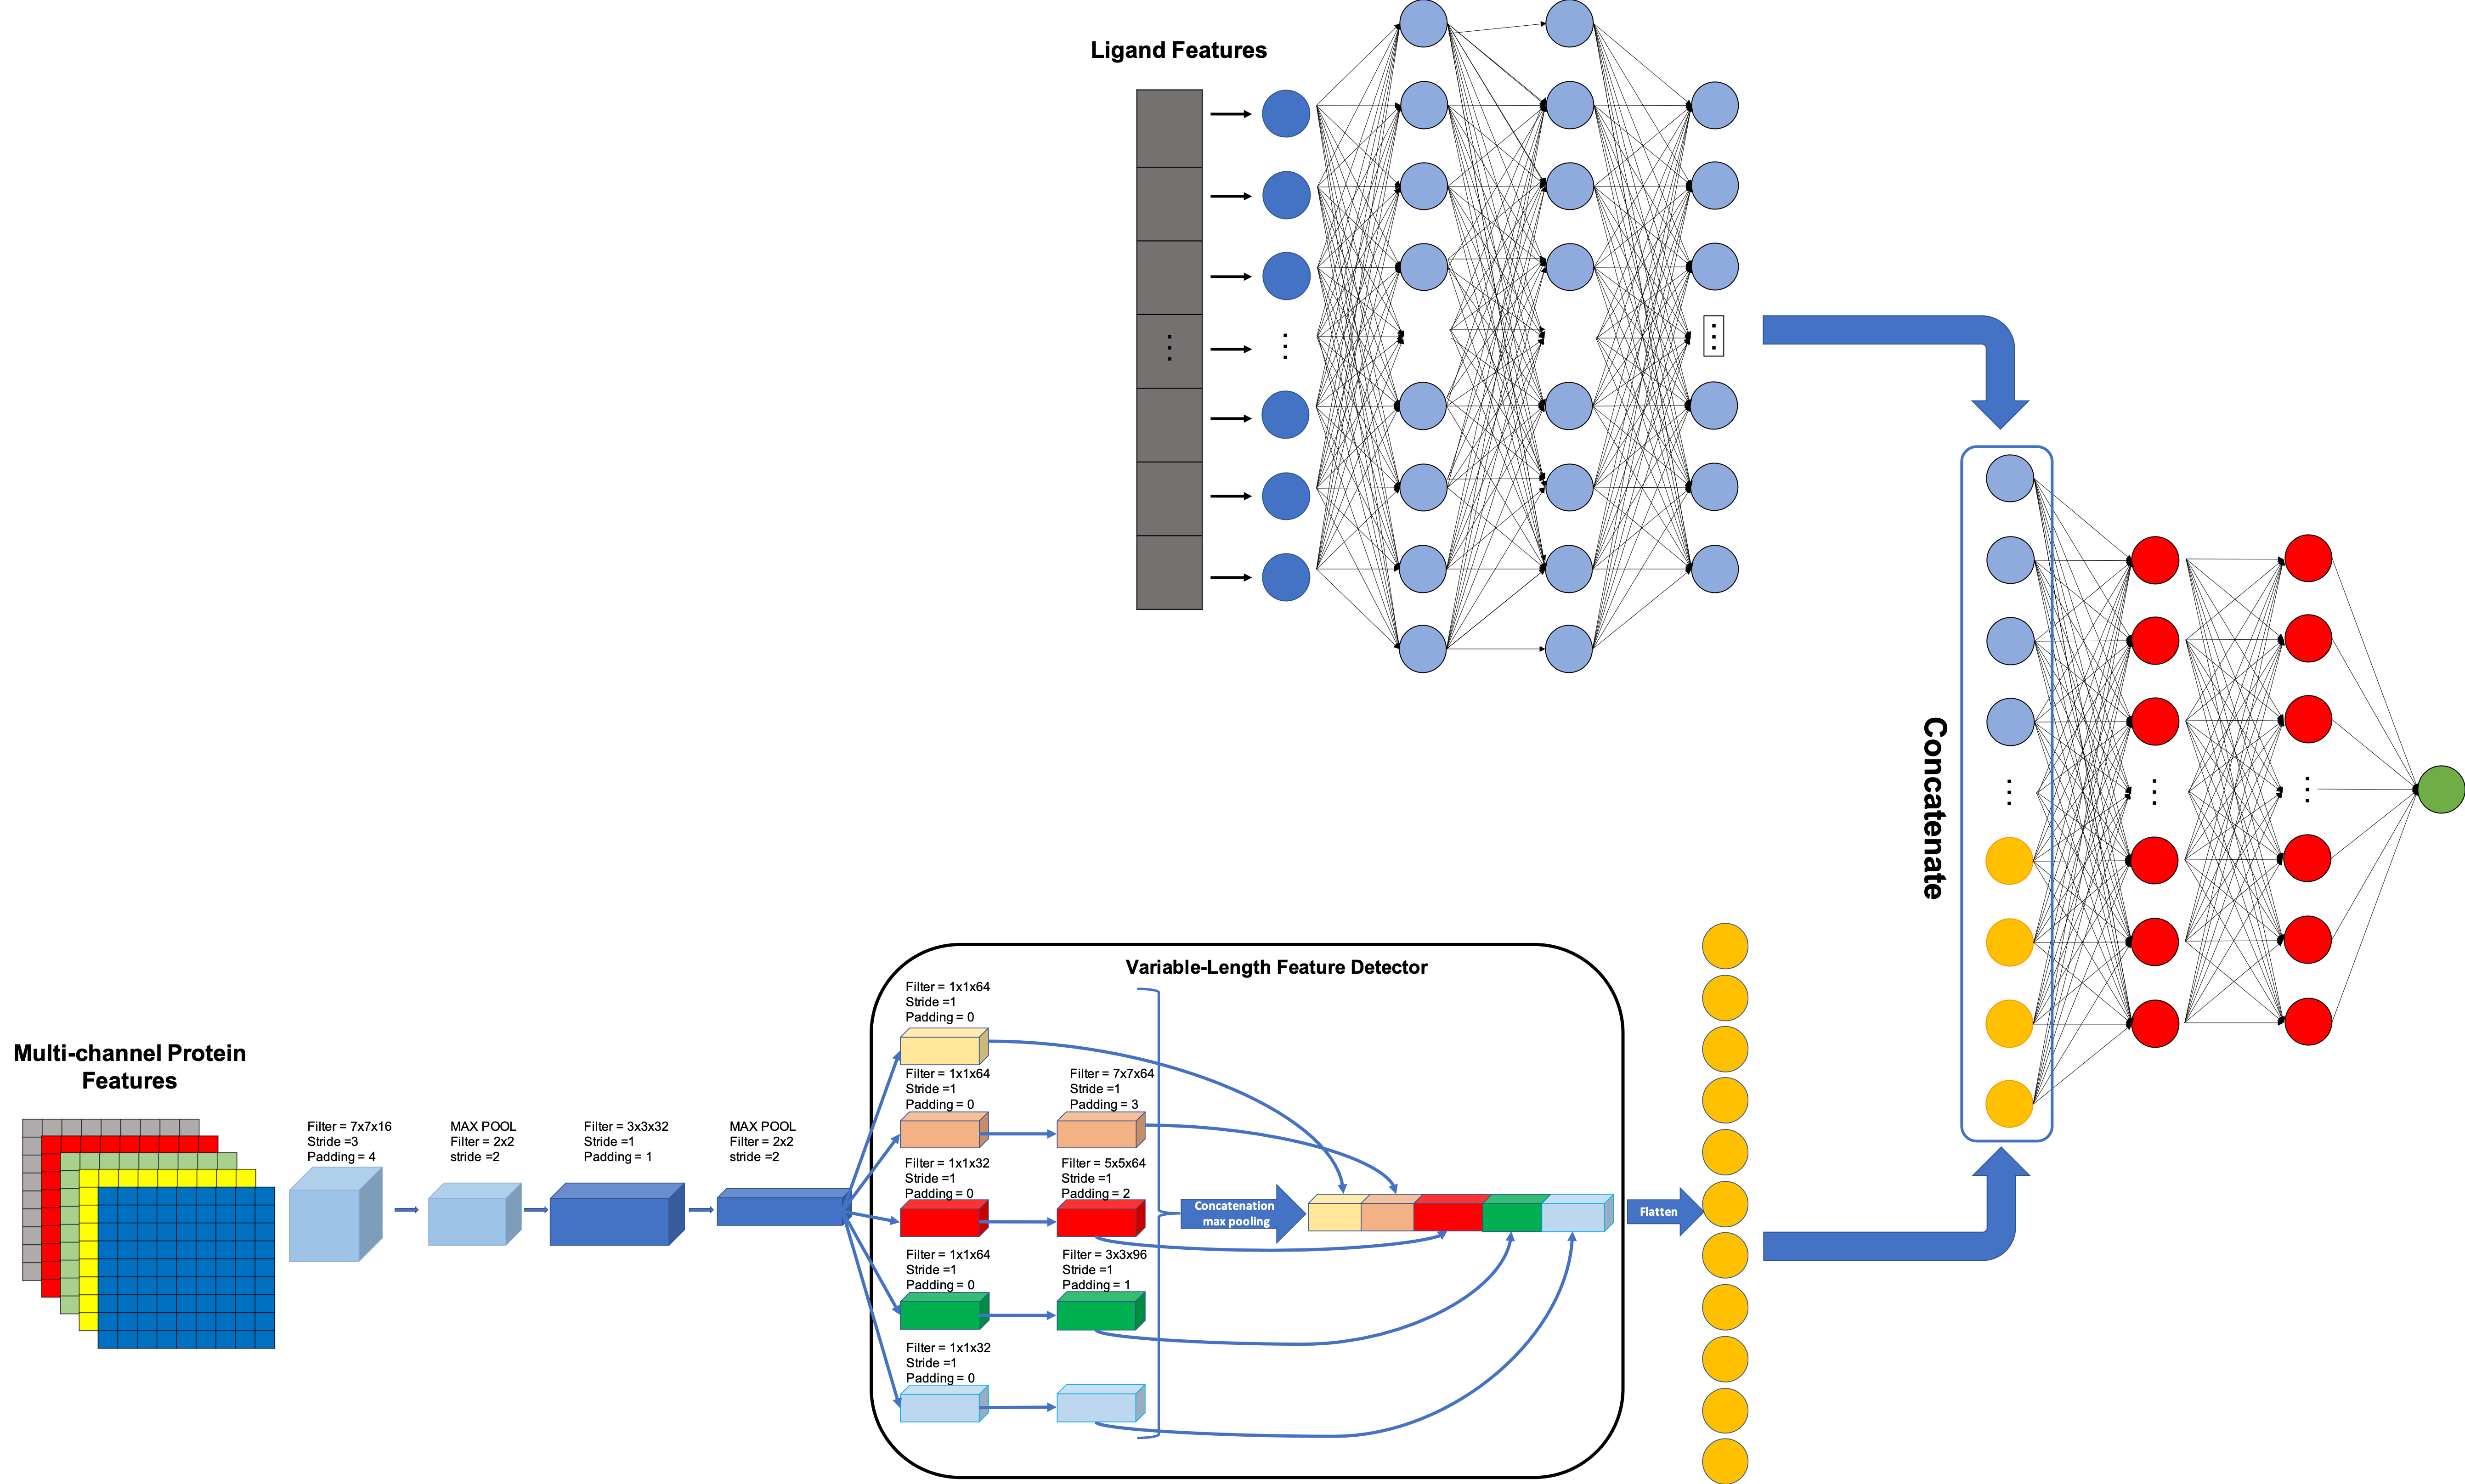 Ligand Features
Concatenate
Variable-Length Feature Detector
Multi-channel Protein
Features
Filter = 7x7x16
Stride =3
Padding = 4
MAX POOL
Filter = 2x2
stride =2
Filter = 3x3x32
Stride =1
Padding = 1
MAX POOL
Filter = 2x2
stride =2
Filter = 1x1x64
Stride =1
Padding = 0
Filter = 1x1x64
Stride =1
Padding = 0
Filter = 7x7x64
Stride =1
Padding = 3
Filter = 1x1x32
Stride =1
Padding = 0
Filter = 5x5x64
Stride =1
Padding = 2
Filter = 1x1x64
Stride =1
Padding = 0
Filter = 3x3x96
Stride =1
Padding = 1
Filter = 1x1x32
Stride =1
Padding = 0
Concatenation
max pooling
Flatten